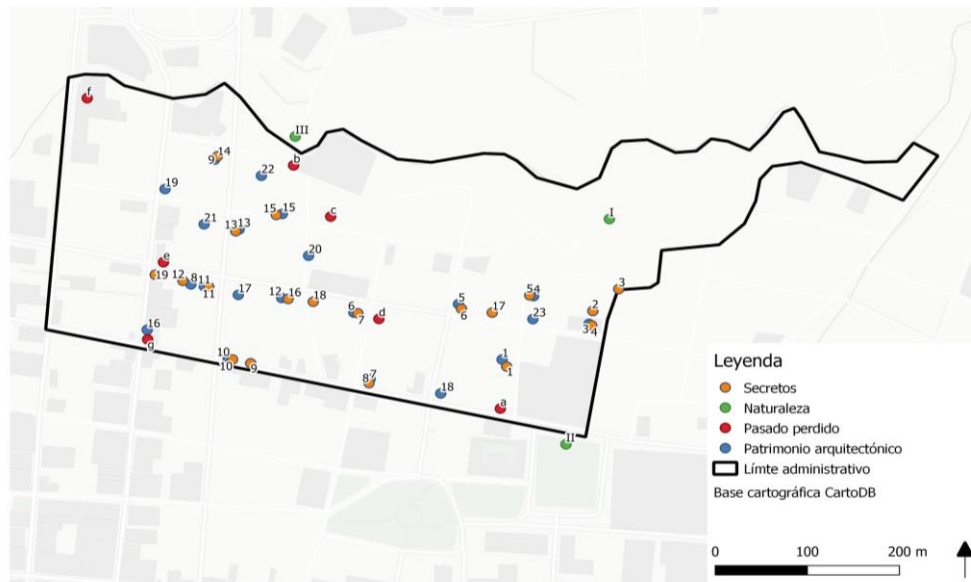 f
III
14
9
b
22
19
15 15
c
21
13 13
I
20
e
19 12 8 11
11
17
12 16
18
6
7
d
5
6
17
5 4
23
3
2
3 4
16
g
1
1
10
10
9
7
8
18
a
II
Leyenda
Secretos
Naturaleza
Pasado perdido
Patrimonio arquitectónico
Límte administrativo
Base cartográfica CartoDB
0 100 200 m